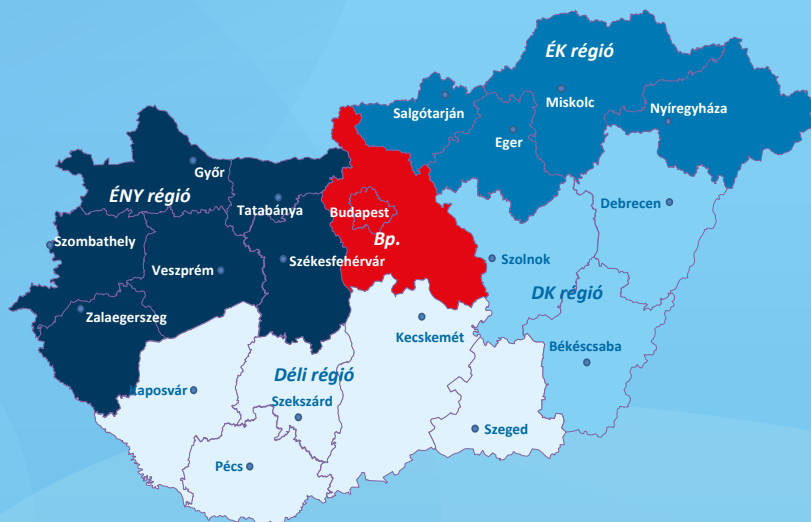 ÉK régió
Salgótarján
Miskolc
Nyíregyháza
Eger
Győr
ÉNY régió
Tatabánya
Budapest
Debrecen
Szombathely
Bp.
Veszprém
Székesfehérvár
Szolnok
DK régió
Zalaegerszeg
Kecskemét
Békéscsaba
Déli régió
Kaposvár
Szekszárd
Szeged
Pécs